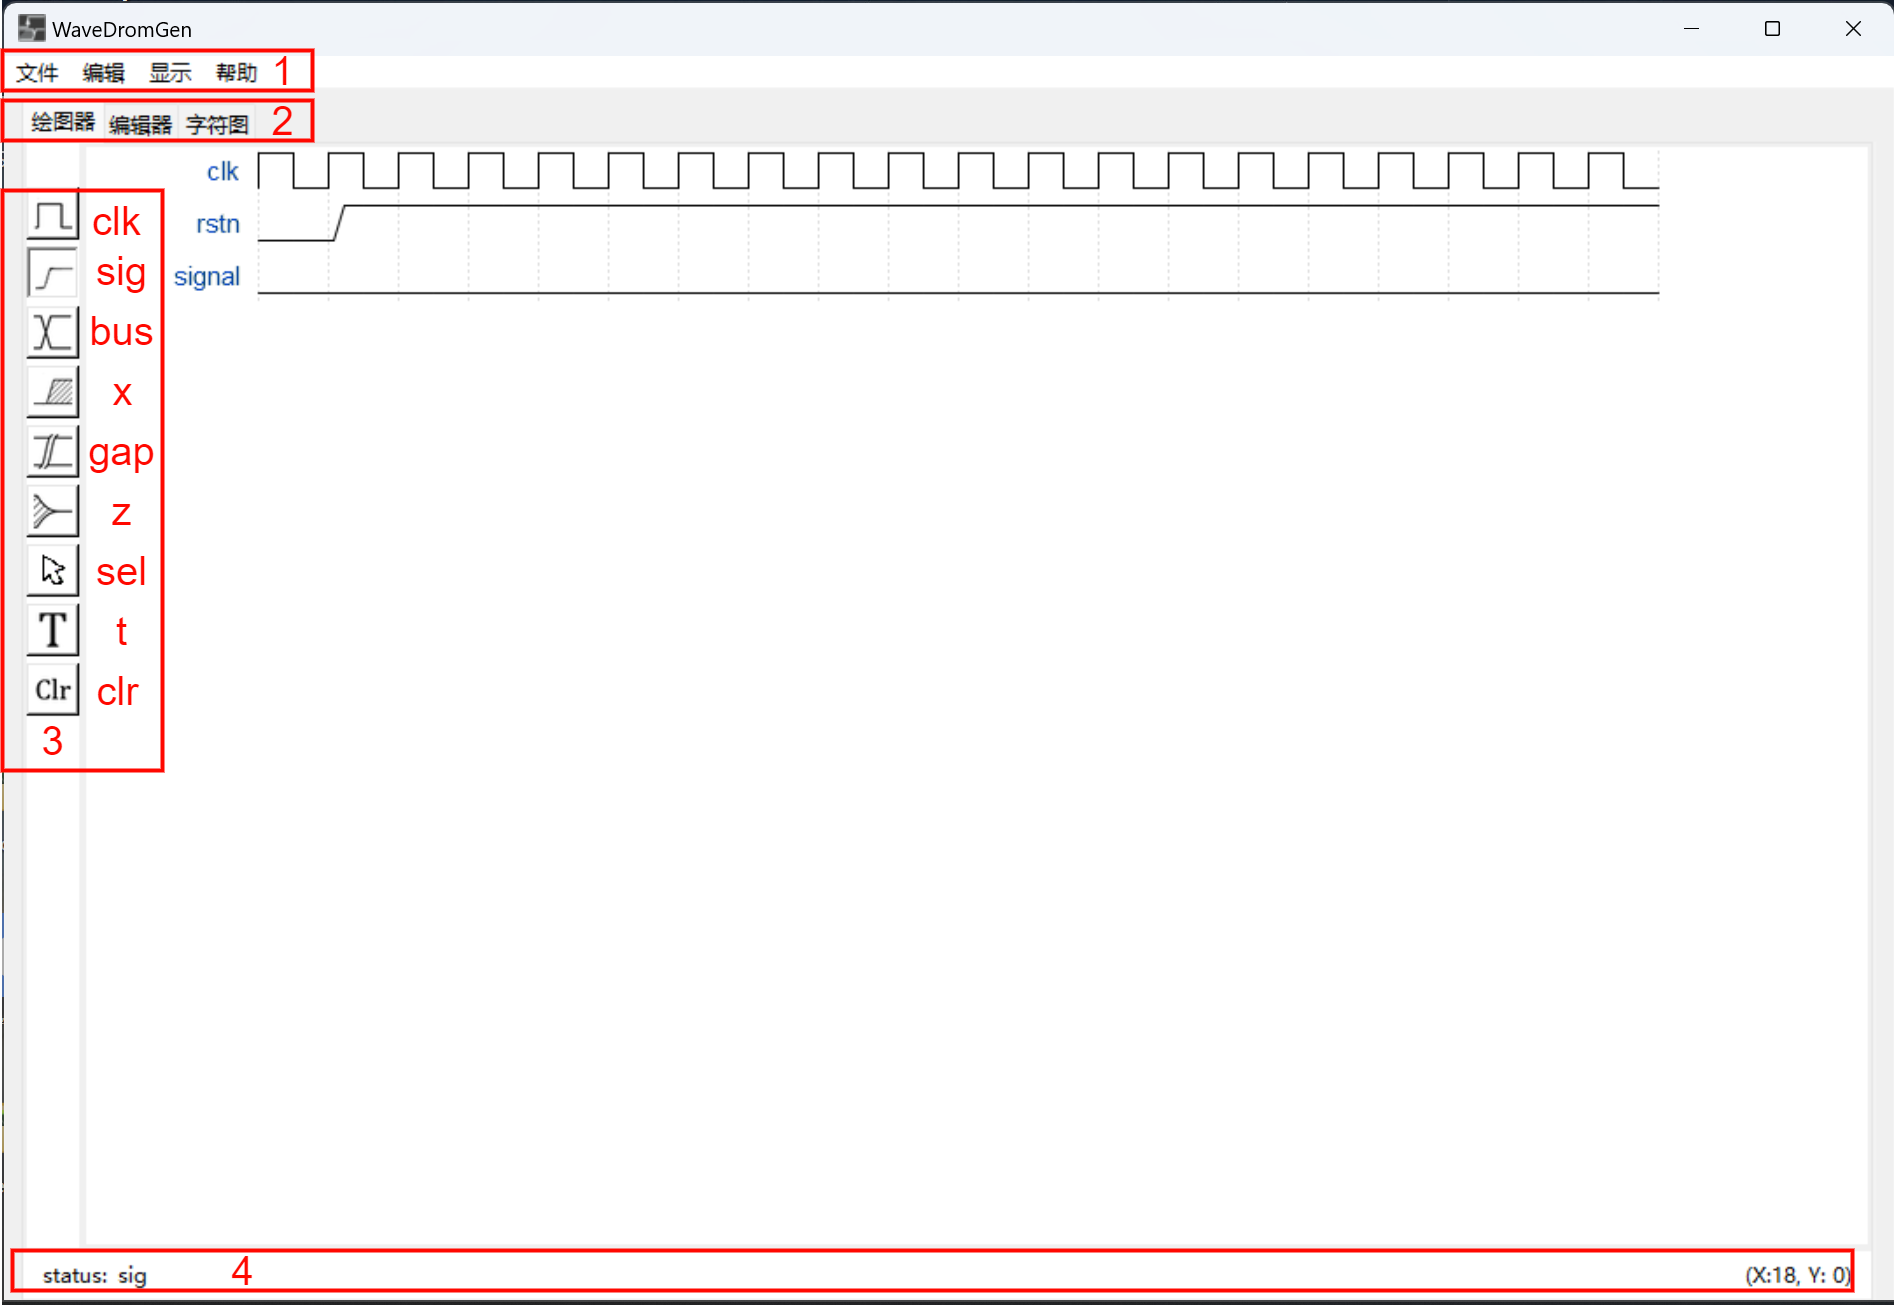 WaveDromGen
文件 编辑 显示 帮助 1
绘图器 编辑器 字符图 2
clk
clk rstn
sig signal
bus
x
gap
z
sel
T t
Clr clr
3
status: sig 4 (X:18, Y: 0)